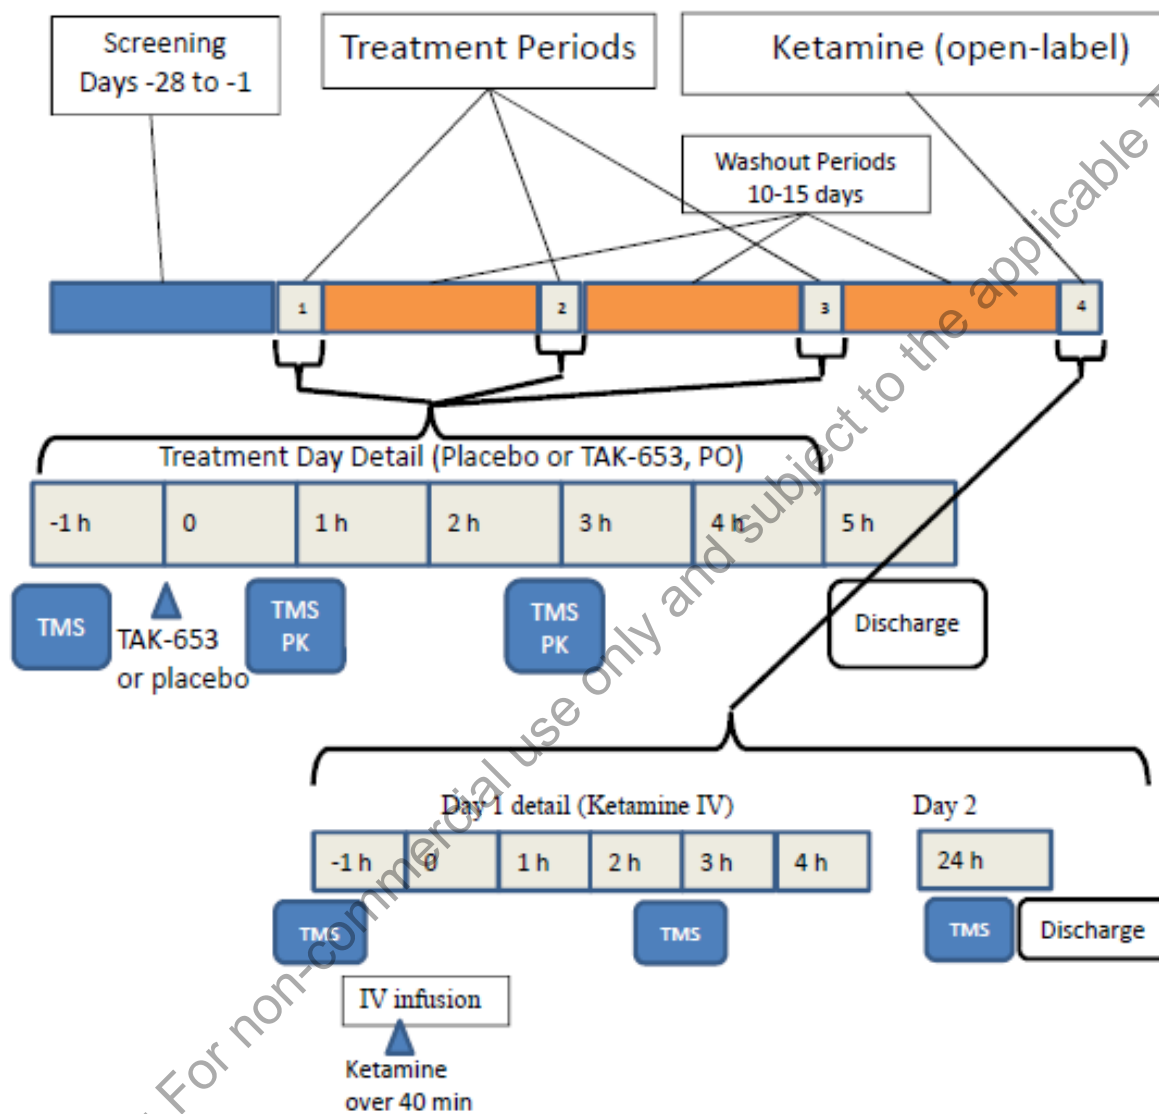 Screening
Days -28 to -1
Treatment Periods
Ketamine (open-label)
Washout Periods
10-15 days
1
2
3
4
Treatment Day Detail (Placebo or TAK-653, PO)
-1 h
0
1 h
2 h
3 h
4 h
5 h
TMS
TAK-653
or placebo
TMS
PK
TMS
PK
Discharge
Day 1 detail (Ketamine IV)
Day 2
-1 h
0
1 h
2 h
3 h
4 h
24 h
TMS
TMS
TMS
Discharge
IV infusion
Ketamine
over 40 min
For non-commercial use only and subject to the applicable